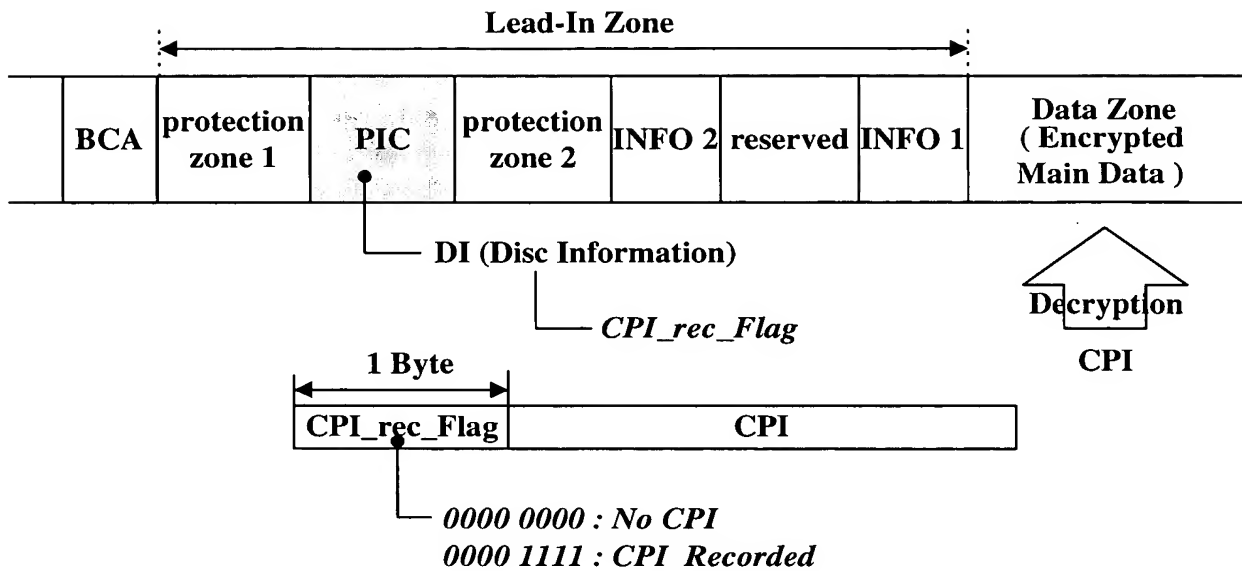 Lead-In Zone
BCA
protection
zone 1
PIC
protection
zone 2
INFO 2
reserved
INFO 1
Data Zone
( Encrypted
Main Data )
DI (Disc Information)
CPI_rec_Flag
Decryption
CPI
1 Byte
CPI_rec_Flag
CPI
0000 0000 : No CPI
0000 1111 : CPI Recorded